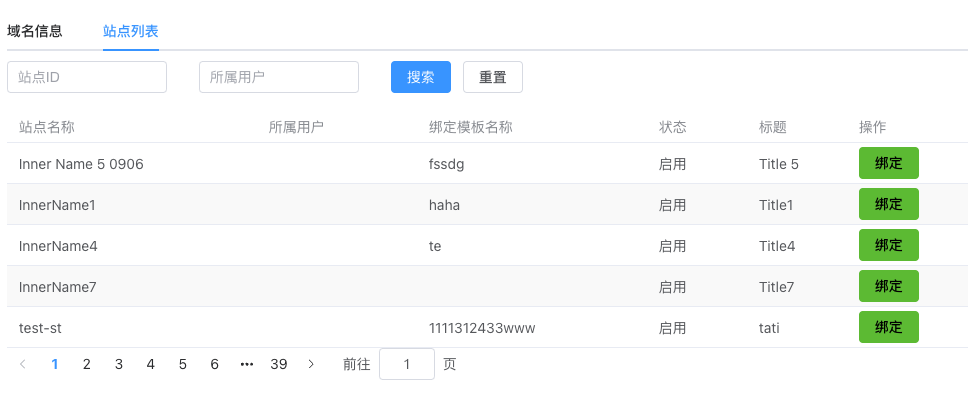 域名信息 站点列表
站点ID 所属用户 搜索 重置
站点名称 所属用户 绑定模板名称 状态 标题 操作
Inner Name 5 0906 fssdg 启用 Title 5 绑定
InnerName1 haha 启用 Title1 绑定
InnerName4 te 启用 Title4 绑定
InnerName7 启用 Title7 绑定
test-st 1111312433www 启用 tati 绑定
1 2 3 4 5 6 ••• 39 前往 1 页